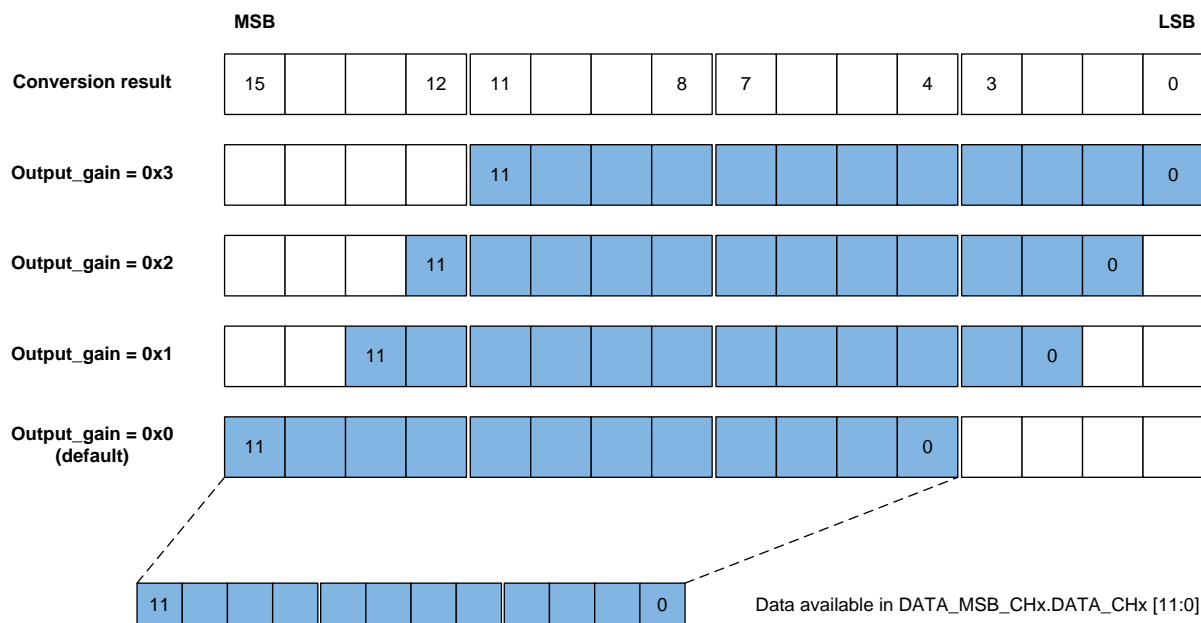 MSB LSB
Conversion result 15 12 11 8 7 4 3 0
Output_gain = 0x3 11 0
Output_gain = 0x2 11 0
Output_gain = 0x1 11 0
Output_gain = 0x0
(default) 11 0
11 0 Data available in DATA_MSB_CHx.DATA_CHx [11:0]